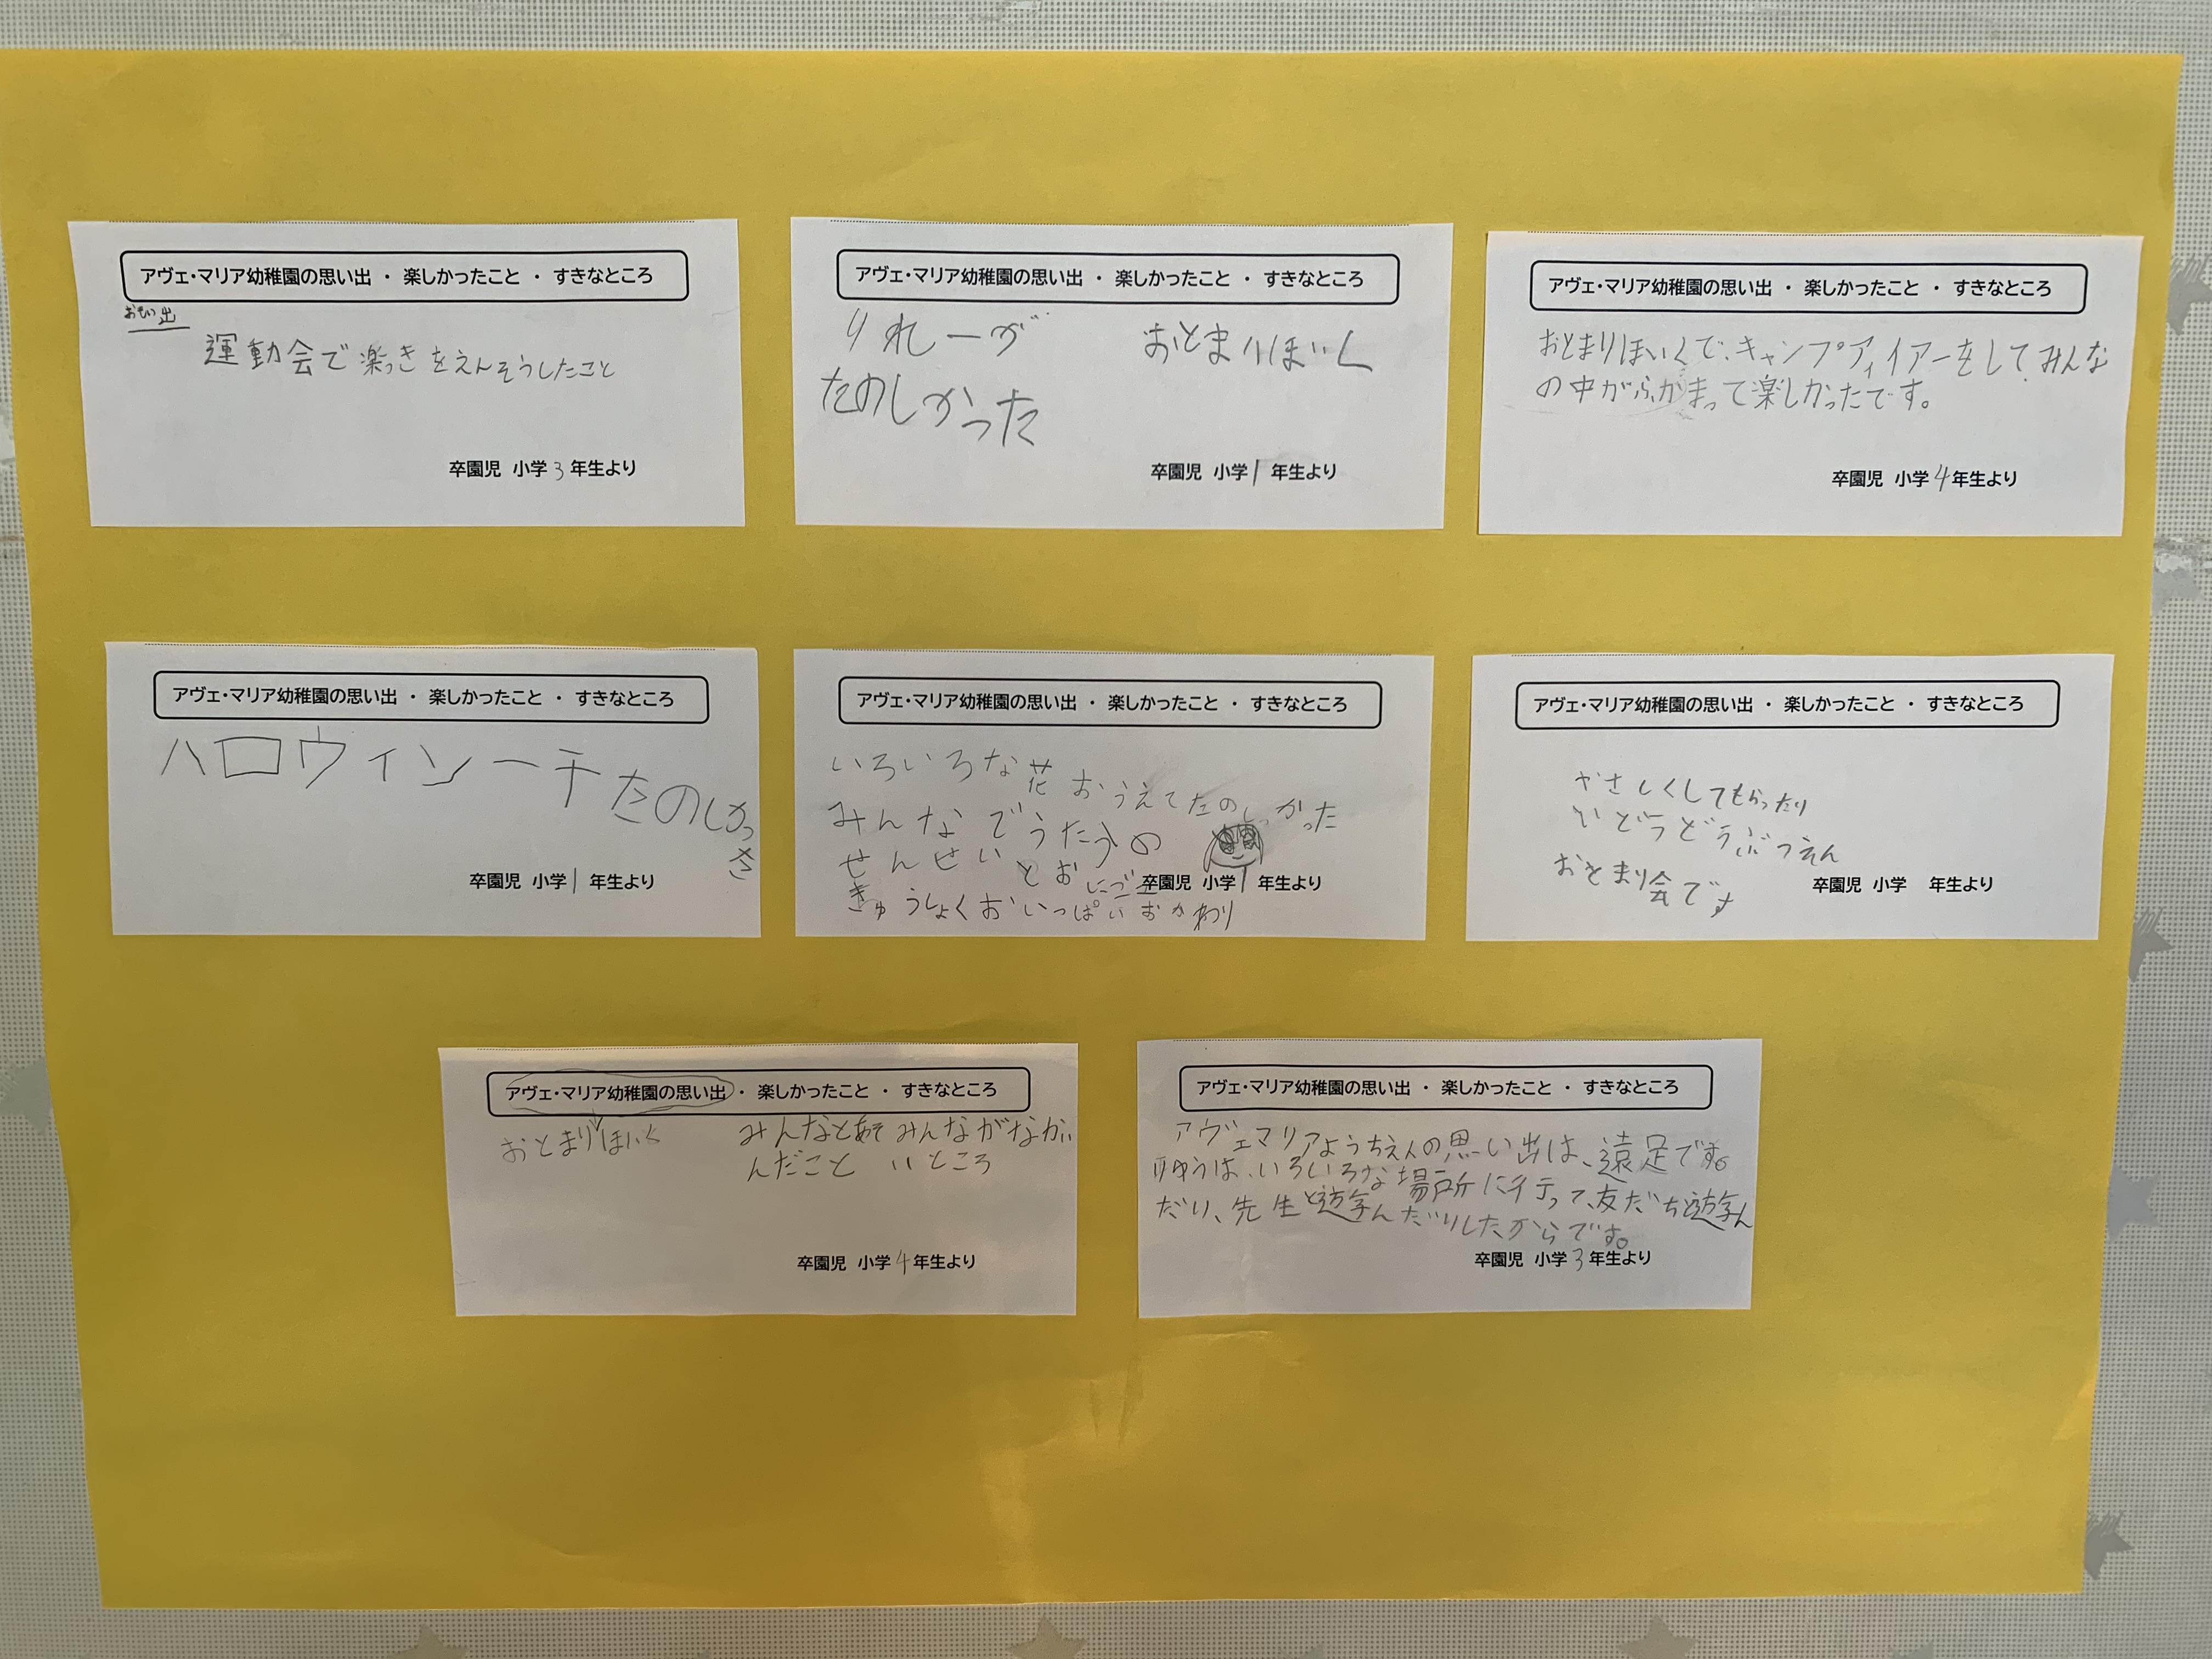 アヴェ・マリア幼稚園の思い出 ・ 楽しかったこと ・ すきなところ
おもい出
運動会で楽っきをえんそうしたこと
卒園児 小学3年生より
アヴェ・マリア幼稚園の思い出 ・ 楽しかったこと ・ すきなところ
りれーが
たのしかった
おとまりほいく
卒園児 小学1年生より
アヴェ・マリア幼稚園の思い出 ・ 楽しかったこと ・ すきなところ
おとまりほいくで、キャンプアィイアーをしてみんな
の中がふかまって楽しかったです。
卒園児 小学4年生より
アヴェ・マリア幼稚園の思い出 ・ 楽しかったこと ・ すきなところ
ハロウィンーチたのしかっ
卒園児 小学1年生より
アヴェ・マリア幼稚園の思い出 ・ 楽しかったこと ・ すきなところ
いろいろな花おうえてたのしかった
みんなでうたうの
せんせいとおにご
きゅうしょくおいっぱいおかわり
卒園児 小学1年生より
アヴェ・マリア幼稚園の思い出 ・ 楽しかったこと ・ すきなところ
やさしくしてもらったり
いどうどうぶつえん
おとまり会です
卒園児 小学 年生より
アヴェ・マリア幼稚園の思い出 ・ 楽しかったこと ・ すきなところ
おとまりほいく
みんなとあそ
んだこと
みんながなかい
いところ
卒園児 小学4年生より
アヴェ・マリア幼稚園の思い出 ・ 楽しかったこと ・ すきなところ
アヴェマリアようちえんの思い出は、遠足です。
りゆうは、いろいろな場所に行って、友だちと遊ん
だり、先生と遊んだりしたからです。
卒園児 小学3年生より